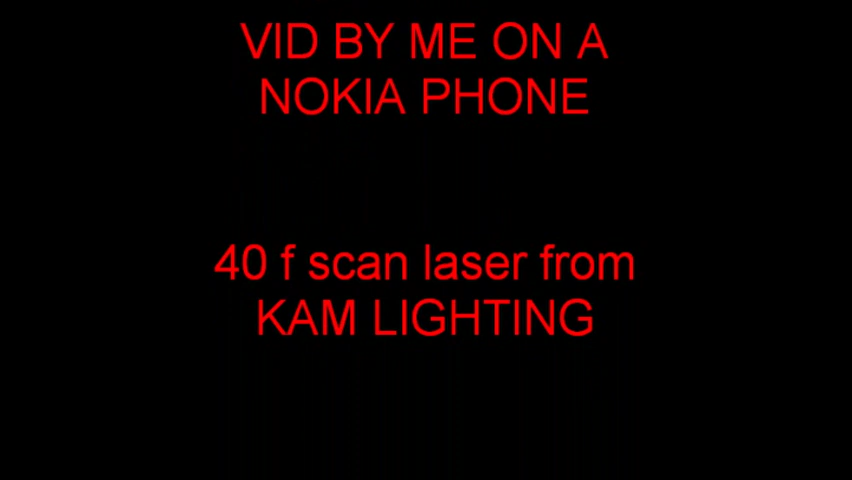 VID BY ME ON A
NOKIA PHONE
40 f scan laser from
KAM LIGHTING